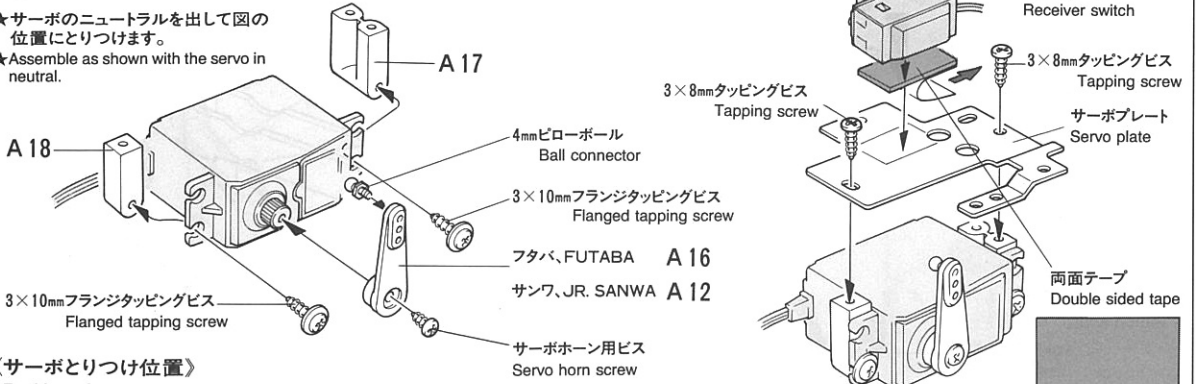 ★サーボのニュートラルを出して図の
位置にとりつけます。
★Assemble as shown with the servo in
neutral.
A17
A18
4mmピローボール
Ball connector
3×10mmフランジタッピングビス
Flanged tapping screw
フタバ、FUTABA A16
サンワ、JR. SANWA A12
3×10mmフランジタッピングビス
Flanged tapping screw
サーボホーン用ビス
Servo horn screw
《サーボとりつけ位置》
Receiver switch
3×8mmタッピングビス
Tapping screw
3×8mmタッピングビス
Tapping screw
サーボプレート
Servo plate
両面テープ
Double sided tape